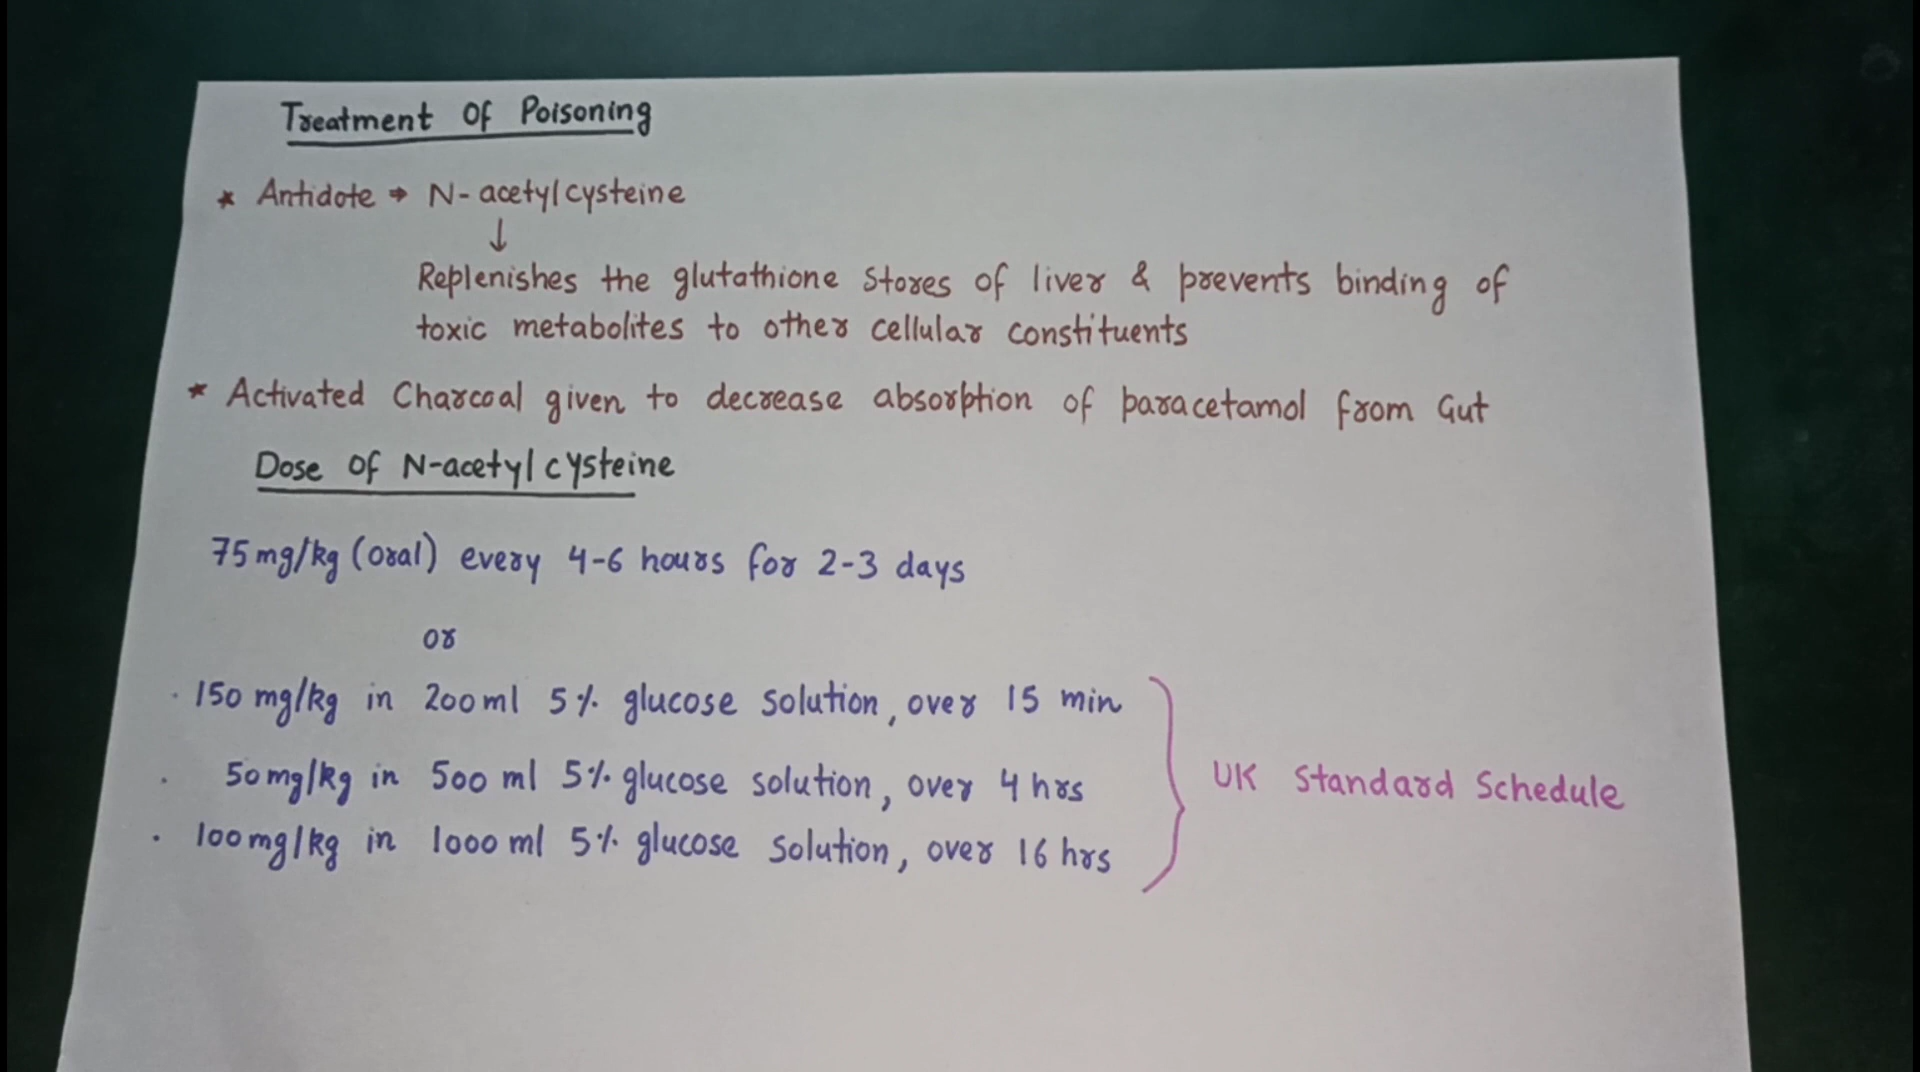 Treatment Of Poisoning
* Antidote → N-acetylcysteine
↓
Replenishes the glutathione stores of liver & prevents binding of
toxic metabolites to other cellular constituents
* Activated Charcoal given to decrease absorption of paracetamol from Gut
Dose Of N-acetylcysteine
75 mg/kg (oral) every 4-6 hours for 2-3 days
or
· 150 mg/kg in 200 ml 5% glucose solution, over 15 min
· 50 mg/kg in 500 ml 5% glucose solution, over 4 hrs
· 100 mg/kg in 1000 ml 5% glucose solution, over 16 hrs
UK Standard Schedule